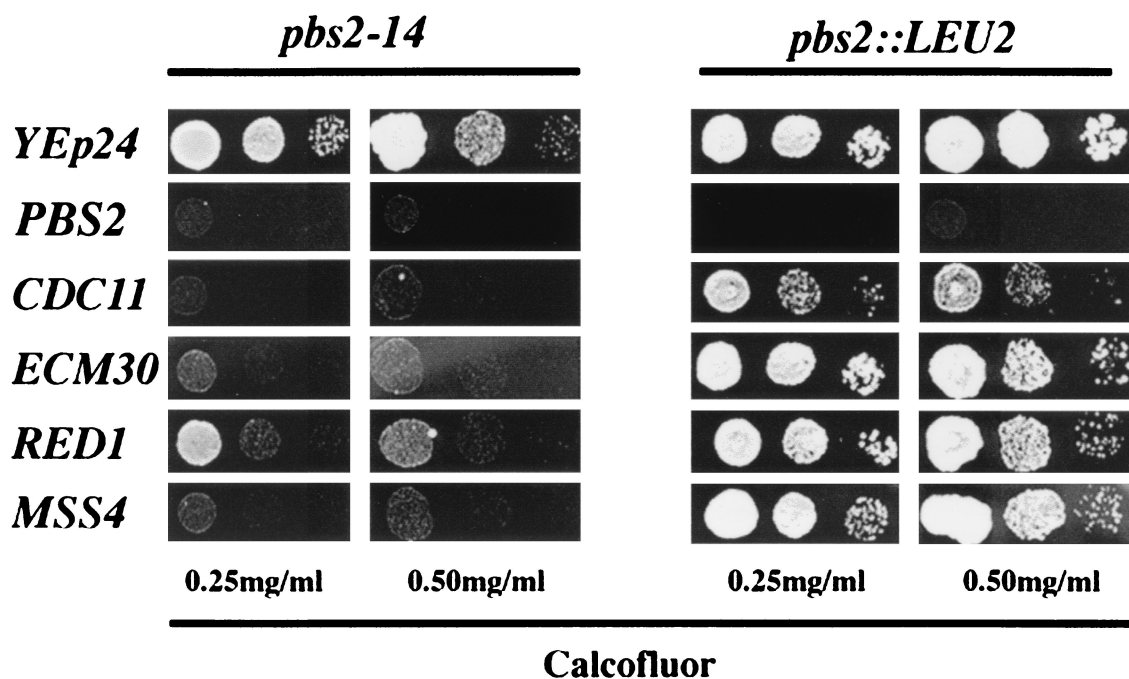 pbs2-14 pbs2::LEU2
YEp24
PBS2
CDC11
ECM30
RED1
MSS4
0.25mg/ml 0.50mg/ml 0.25mg/ml 0.50mg/ml
Calcofluor